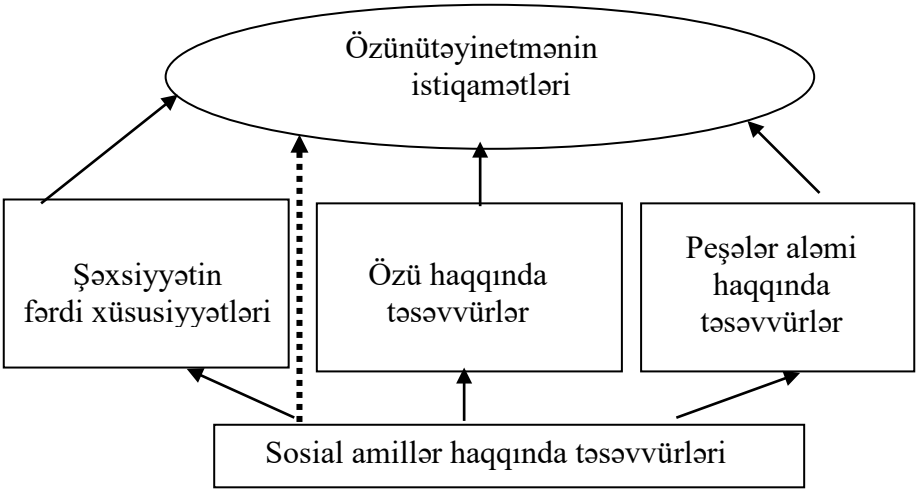 Özünütəyinetmənin
istiqamətləri
Şəxsiyyətin
fərdi xüsusiyyətləri
Özü haqqında
təsəvvürlər
Peşələr aləmi
haqqında
təsəvvürlər
Sosial amillər haqqında təsəvvürləri